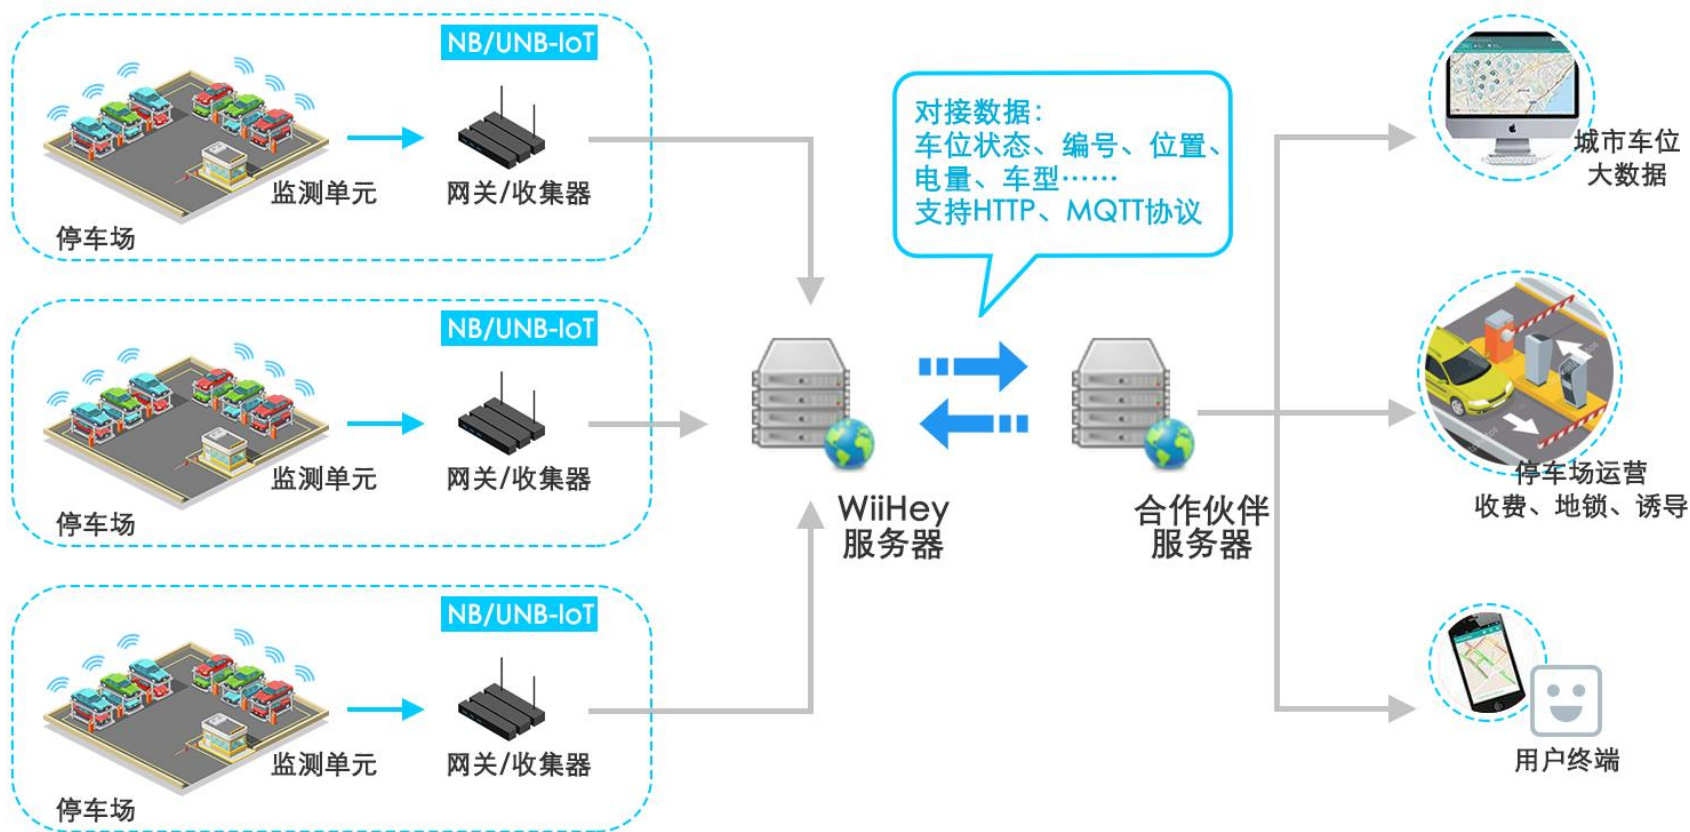 NB/UNB-IoT
监测单元
网关/收集器
停车场
NB/UNB-IoT
监测单元
网关/收集器
停车场
NB/UNB-IoT
监测单元
网关/收集器
停车场
对接数据：
车位状态、编号、位置、
电量、车型……
支持HTTP、MQTT协议
WiiHey
服务器
合作伙伴
服务器
城市车位
大数据
停车场运营
收费、地锁、诱导
用户终端